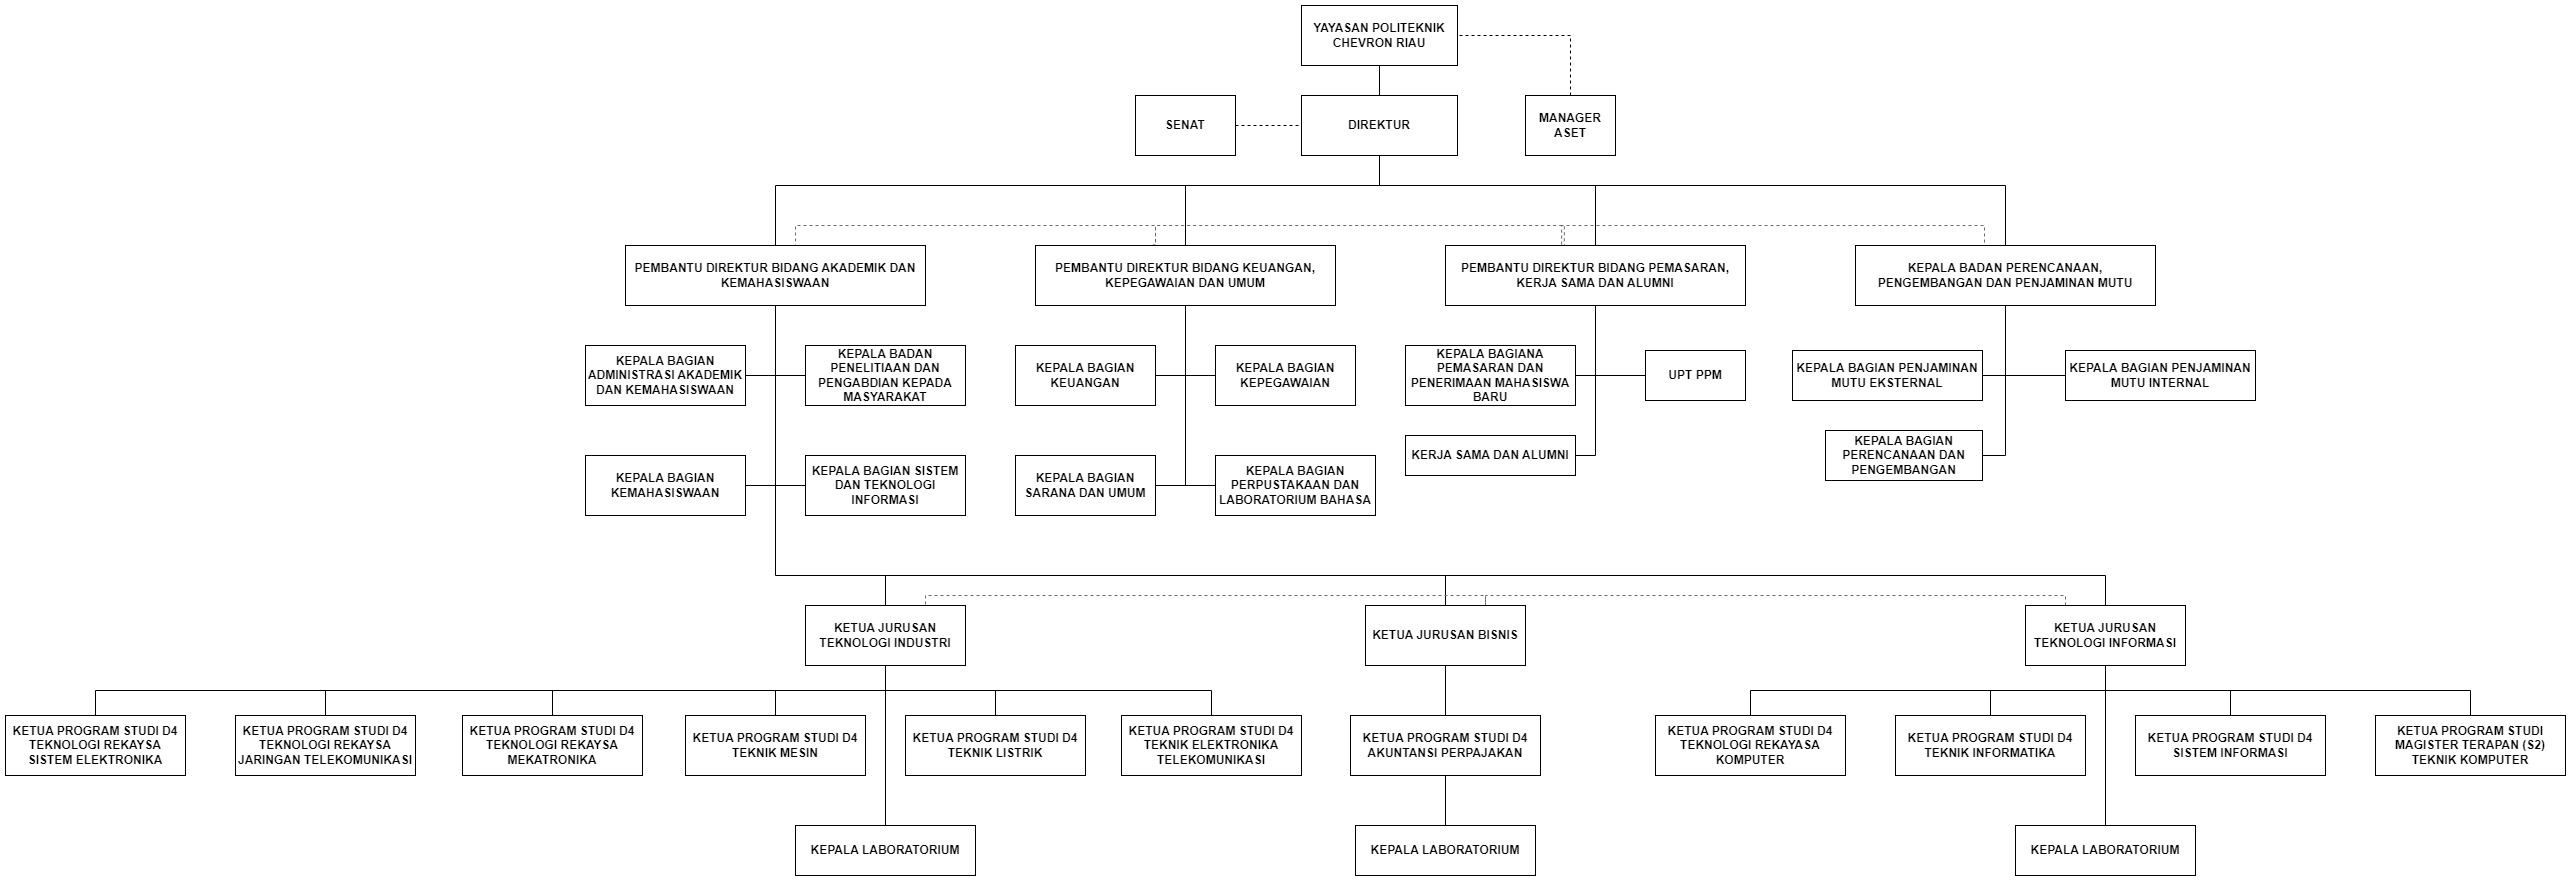 YAYASAN POLITEKNIK
CHEVRON RIAU
SENAT
DIREKTUR
MANAGER
ASET
PEMBANTU DIREKTUR BIDANG AKADEMIK DAN
KEMAHASISWAAN
PEMBANTU DIREKTUR BIDANG KEUANGAN,
KEPEGAWAIAN DAN UMUM
PEMBANTU DIREKTUR BIDANG PEMASARAN,
KERJA SAMA DAN ALUMNI
KEPALA BADAN PERENCANAAN,
PENGEMBANGAN DAN PENJAMINAN MUTU
KEPALA BAGIAN
ADMINISTRASI AKADEMIK
DAN KEMAHASISWAAN
KEPALA BADAN
PENELITIAAN DAN
PENGABDIAN KEPADA
MASYARAKAT
KEPALA BAGIAN
KEUANGAN
KEPALA BAGIAN
KEPEGAWAIAN
KEPALA BAGIANA
PEMASARAN DAN
PENERIMAAN MAHASISWA
BARU
UPT PPM
KEPALA BAGIAN PENJAMINAN
MUTU EKSTERNAL
KEPALA BAGIAN PENJAMINAN
MUTU INTERNAL
KERJA SAMA DAN ALUMNI
KEPALA BAGIAN
PERENCANAAN DAN
PENGEMBANGAN
KEPALA BAGIAN
KEMAHASISWAAN
KEPALA BAGIAN SISTEM
DAN TEKNOLOGI
INFORMASI
KEPALA BAGIAN
SARANA DAN UMUM
KEPALA BAGIAN
PERPUSTAKAAN DAN
LABORATORIUM BAHASA
KETUA JURUSAN
TEKNOLOGI INDUSTRI
KETUA JURUSAN BISNIS
KETUA JURUSAN
TEKNOLOGI INFORMASI
KETUA PROGRAM STUDI D4
TEKNOLOGI REKAYSA
SISTEM ELEKTRONIKA
KETUA PROGRAM STUDI D4
TEKNOLOGI REKAYSA
JARINGAN TELEKOMUNIKASI
KETUA PROGRAM STUDI D4
TEKNOLOGI REKAYSA
MEKATRONIKA
KETUA PROGRAM STUDI D4
TEKNIK MESIN
KETUA PROGRAM STUDI D4
TEKNIK LISTRIK
KETUA PROGRAM STUDI D4
TEKNIK ELEKTRONIKA
TELEKOMUNIKASI
KETUA PROGRAM STUDI D4
AKUNTANSI PERPAJAKAN
KETUA PROGRAM STUDI D4
TEKNOLOGI REKAYASA
KOMPUTER
KETUA PROGRAM STUDI D4
TEKNIK INFORMATIKA
KETUA PROGRAM STUDI D4
SISTEM INFORMASI
KETUA PROGRAM STUDI
MAGISTER TERAPAN (S2)
TEKNIK KOMPUTER
KEPALA LABORATORIUM
KEPALA LABORATORIUM
KEPALA LABORATORIUM